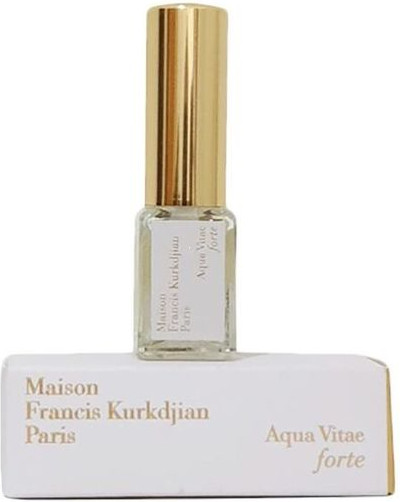 Maison
Francis Kurkdjian
Paris
Aqua Vitae
forte
Maison
Francis Kurkdjian
Paris
Aqua Vitae
forte